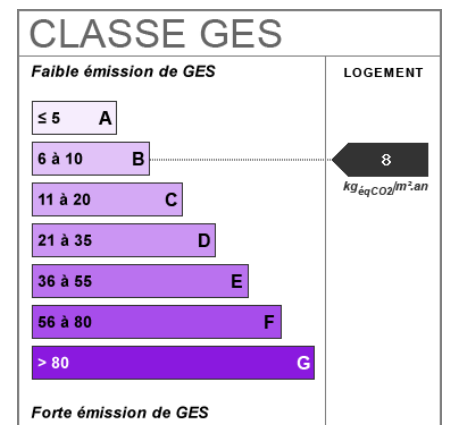 CLASSE GES
Faible émission de GES
LOGEMENT
≤ 5 A
6 à 10 B
8
kgéqCO2/m².an
11 à 20 C
21 à 35 D
36 à 55 E
56 à 80 F
> 80 G
Forte émission de GES